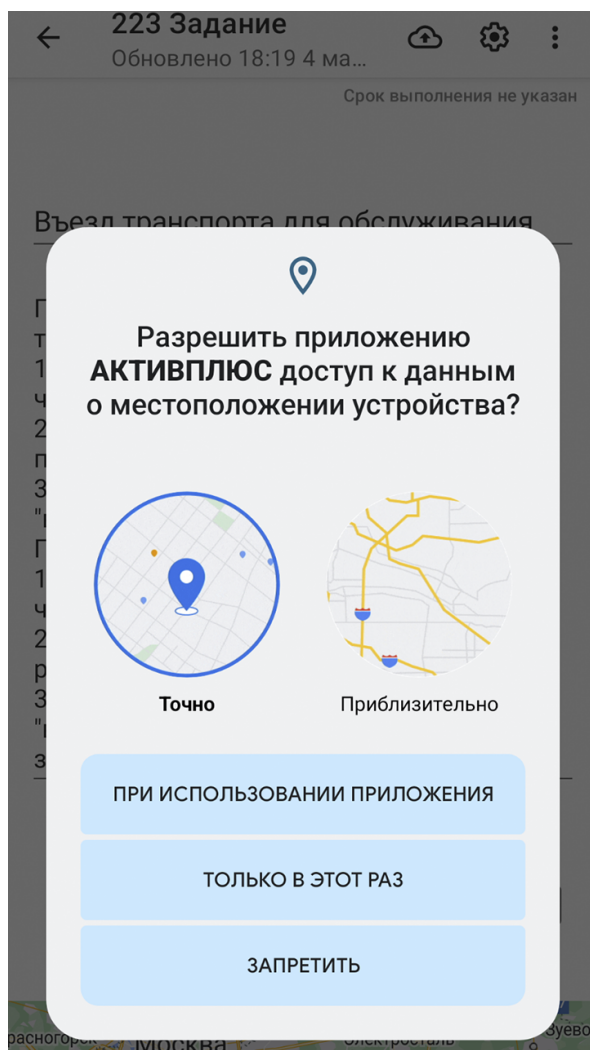 223 Задание
Обновлено 18:19 4 ма...
Срок выполнения не указан
Въезд транспорта для обслуживания
Разрешить приложению
АКТИВПЛЮС доступ к данным
о местоположении устройства?
Точно
Приблизительно
ПРИ ИСПОЛЬЗОВАНИИ ПРИЛОЖЕНИЯ
ТОЛЬКО В ЭТОТ РАЗ
ЗАПРЕТИТЬ
Москва
Электросталь